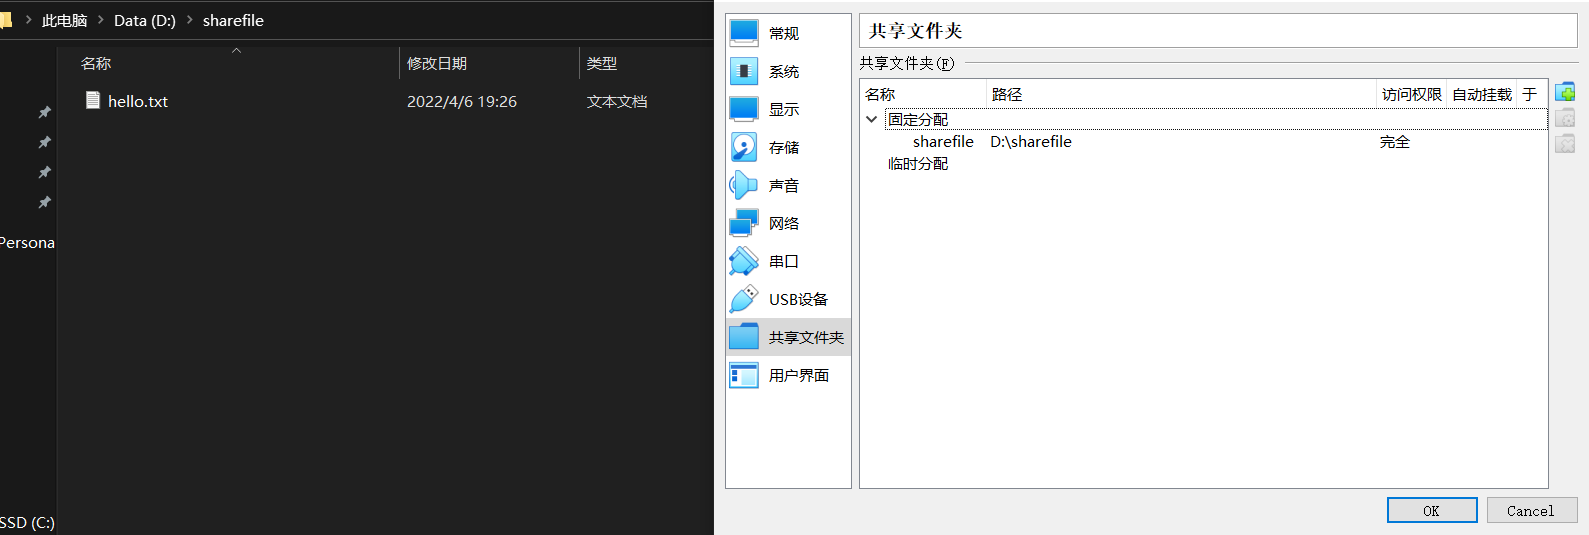 此电脑 > Data (D:) > sharefile
名称 修改日期 类型
hello.txt 2022/4/6 19:26 文本文档
Persona
SSD (C:)
常规
系统
显示
存储
声音
网络
串口
USB设备
共享文件夹
用户界面
共享文件夹
共享文件夹(F)
名称 路径 访问权限 自动挂载 于
固定分配
sharefile D:\sharefile 完全
临时分配
OK Cancel